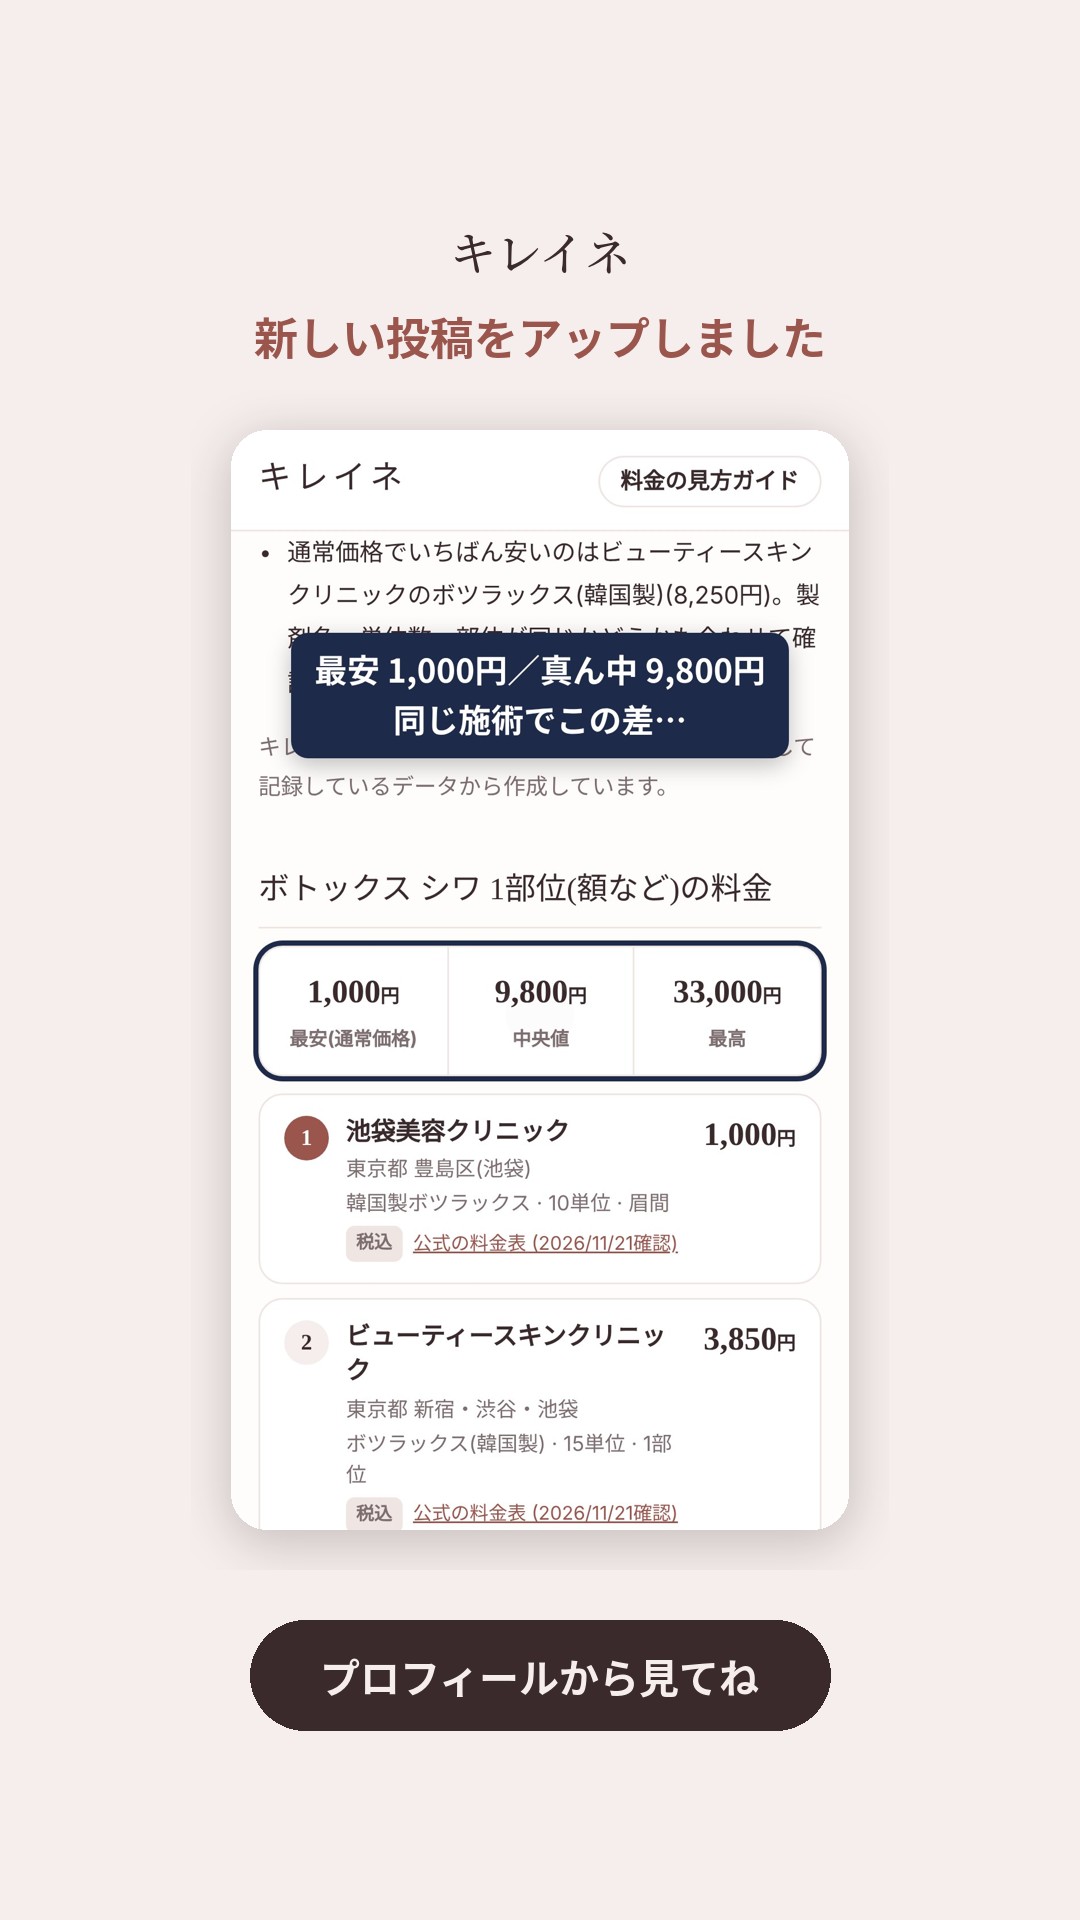 キレイネ
新しい投稿をアップしました
キレイネ
料金の見方ガイド
• 通常価格でいちばん安いのはビューティースキン
クリニックのボツラックス(韓国製)(8,250円)。製
確
最安 1,000円／真ん中 9,800円
同じ施術でこの差…
キレ
して
記録しているデータから作成しています。
ボトックス シワ 1部位(額など)の料金
1,000円 9,800円 33,000円
最安(通常価格) 中央値 最高
1 池袋美容クリニック 1,000円
東京都 豊島区(池袋)
韓国製ボツラックス · 10単位 · 眉間
税込 公式の料金表 (2026/11/21確認)
2 ビューティースキンクリニッ 3,850円
ク
東京都 新宿・渋谷・池袋
ボツラックス(韓国製) · 15単位 · 1部
位
税込 公式の料金表 (2026/11/21確認)
プロフィールから見てね